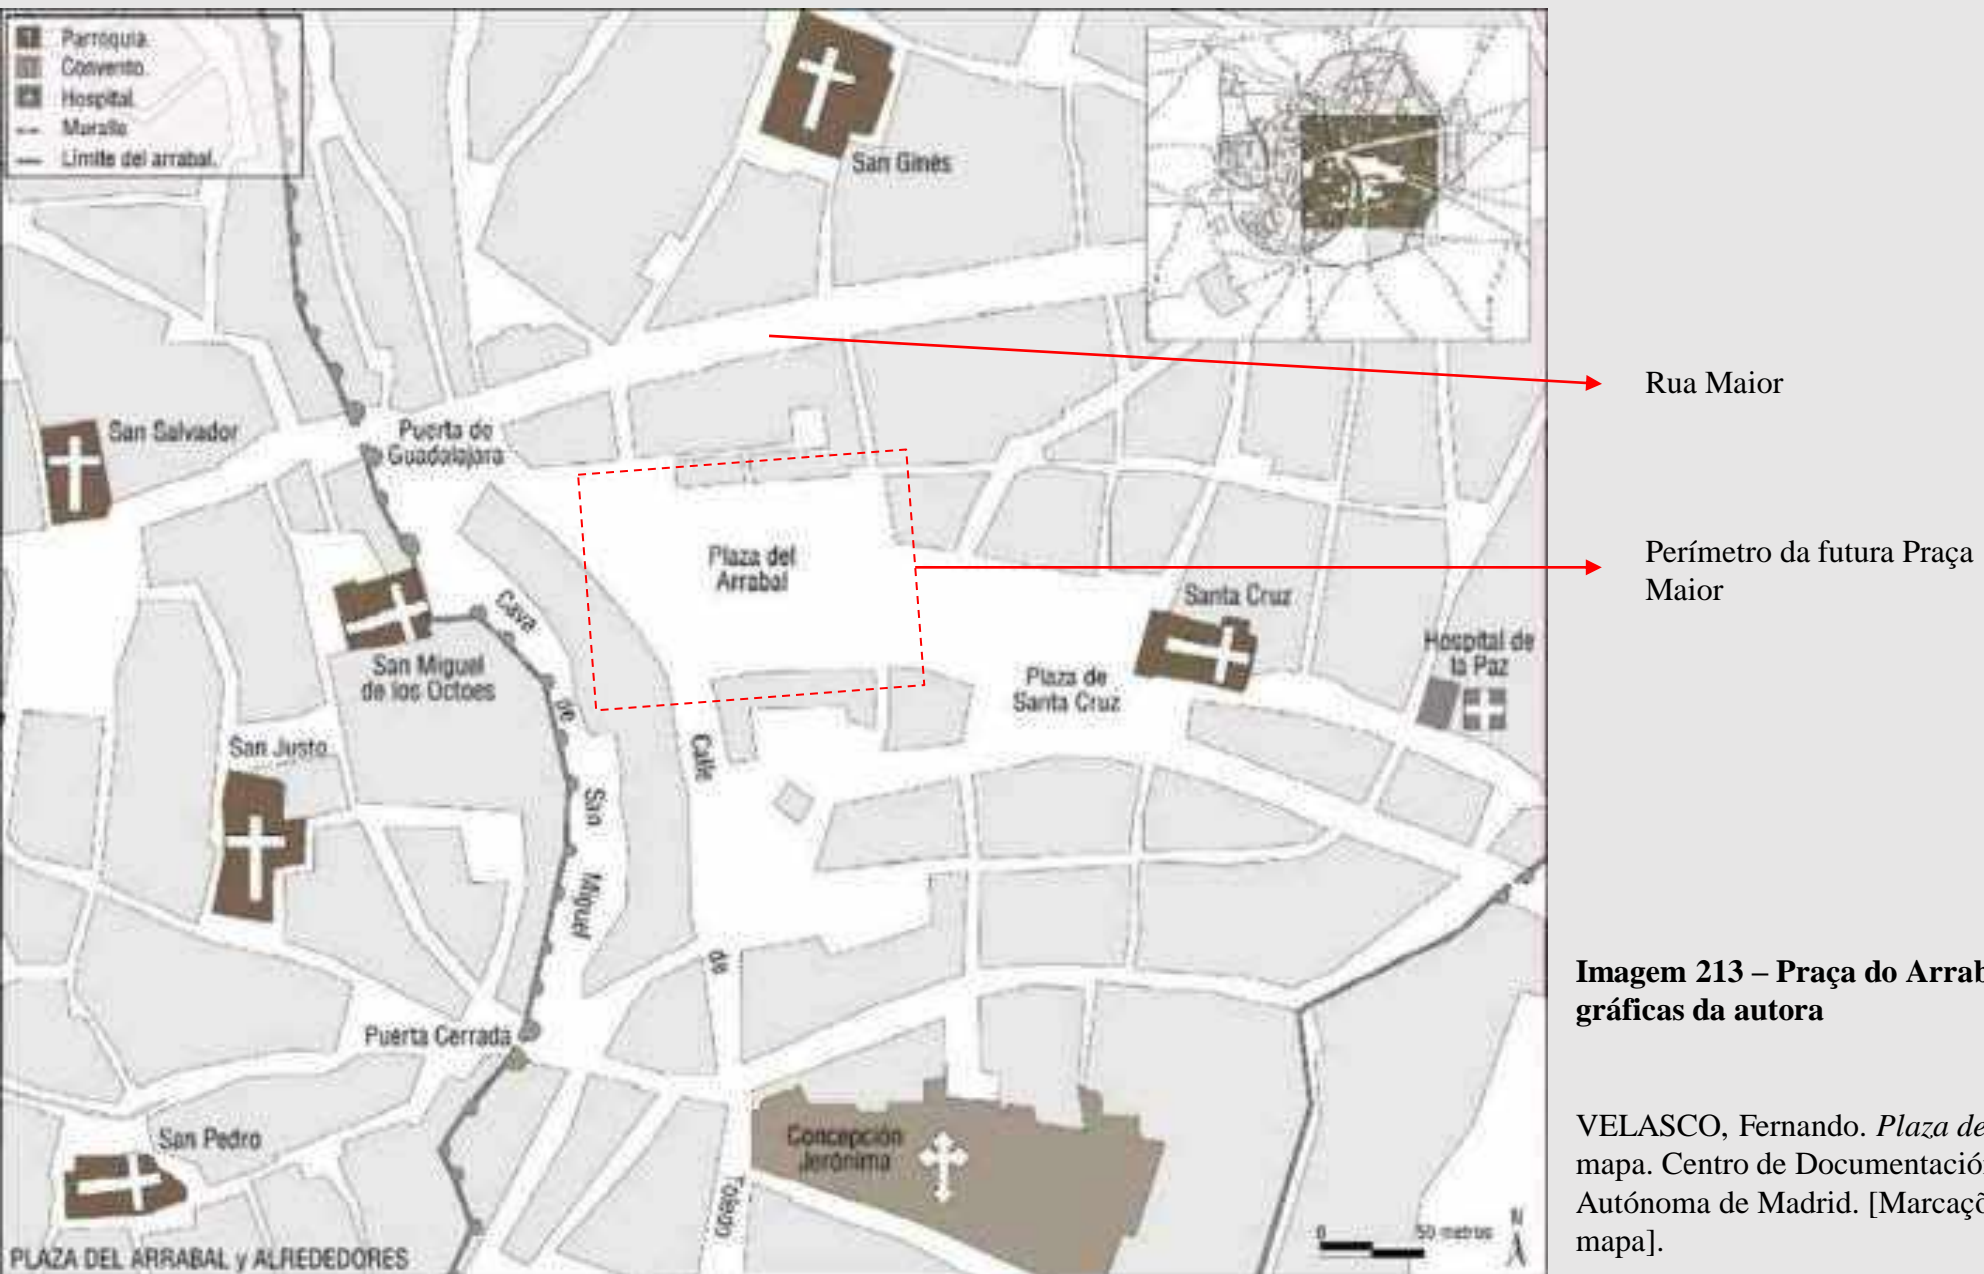 Parroquia.
Convento.
Hospital.
Muralla
Límite del arrabal.
San Ginés
Rua Maior
San Salvador
Puerta de
Guadalajara
Plaza del
Arrabal
Perímetro da futura Praça
Maior
Cava
de
San
Miguel
Santa Cruz
Hospital de
la Paz
San Miguel
de los Octoes
Plaza de
Santa Cruz
San Justo
Calle
de
Toledo
Puerta Cerrada
Imagem 213 – Praça do Arrab
gráficas da autora
San Pedro
Concepción
Jerónima
VELASCO, Fernando. Plaza de
mapa. Centro de Documentación
Autónoma de Madrid. [Marcaçõ
mapa].
0 50 metros
N
PLAZA DEL ARRABAL y ALREDEDORES